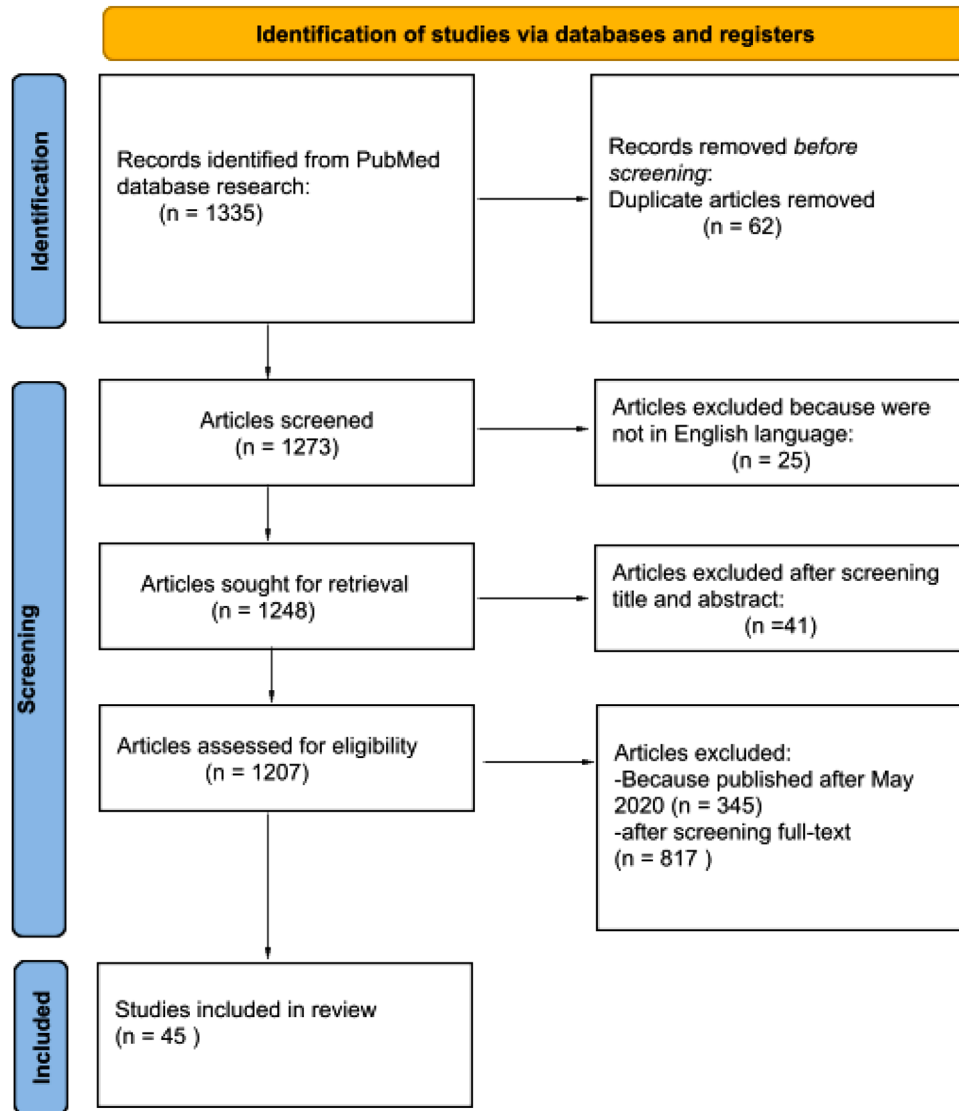 Identification of studies via databases and registers
Identification
Records identified from PubMed
database research:
(n = 1335)
Records removed before
screening:
Duplicate articles removed
(n = 62)
Screening
Articles screened
(n = 1273)
Articles excluded because were
not in English language:
(n = 25)
Articles sought for retrieval
(n = 1248)
Articles excluded after screening
title and abstract:
(n =41)
Articles assessed for eligibility
(n = 1207)
Articles excluded:
-Because published after May
2020 (n = 345)
-after screening full-text
(n = 817 )
Included
Studies included in review
(n = 45 )